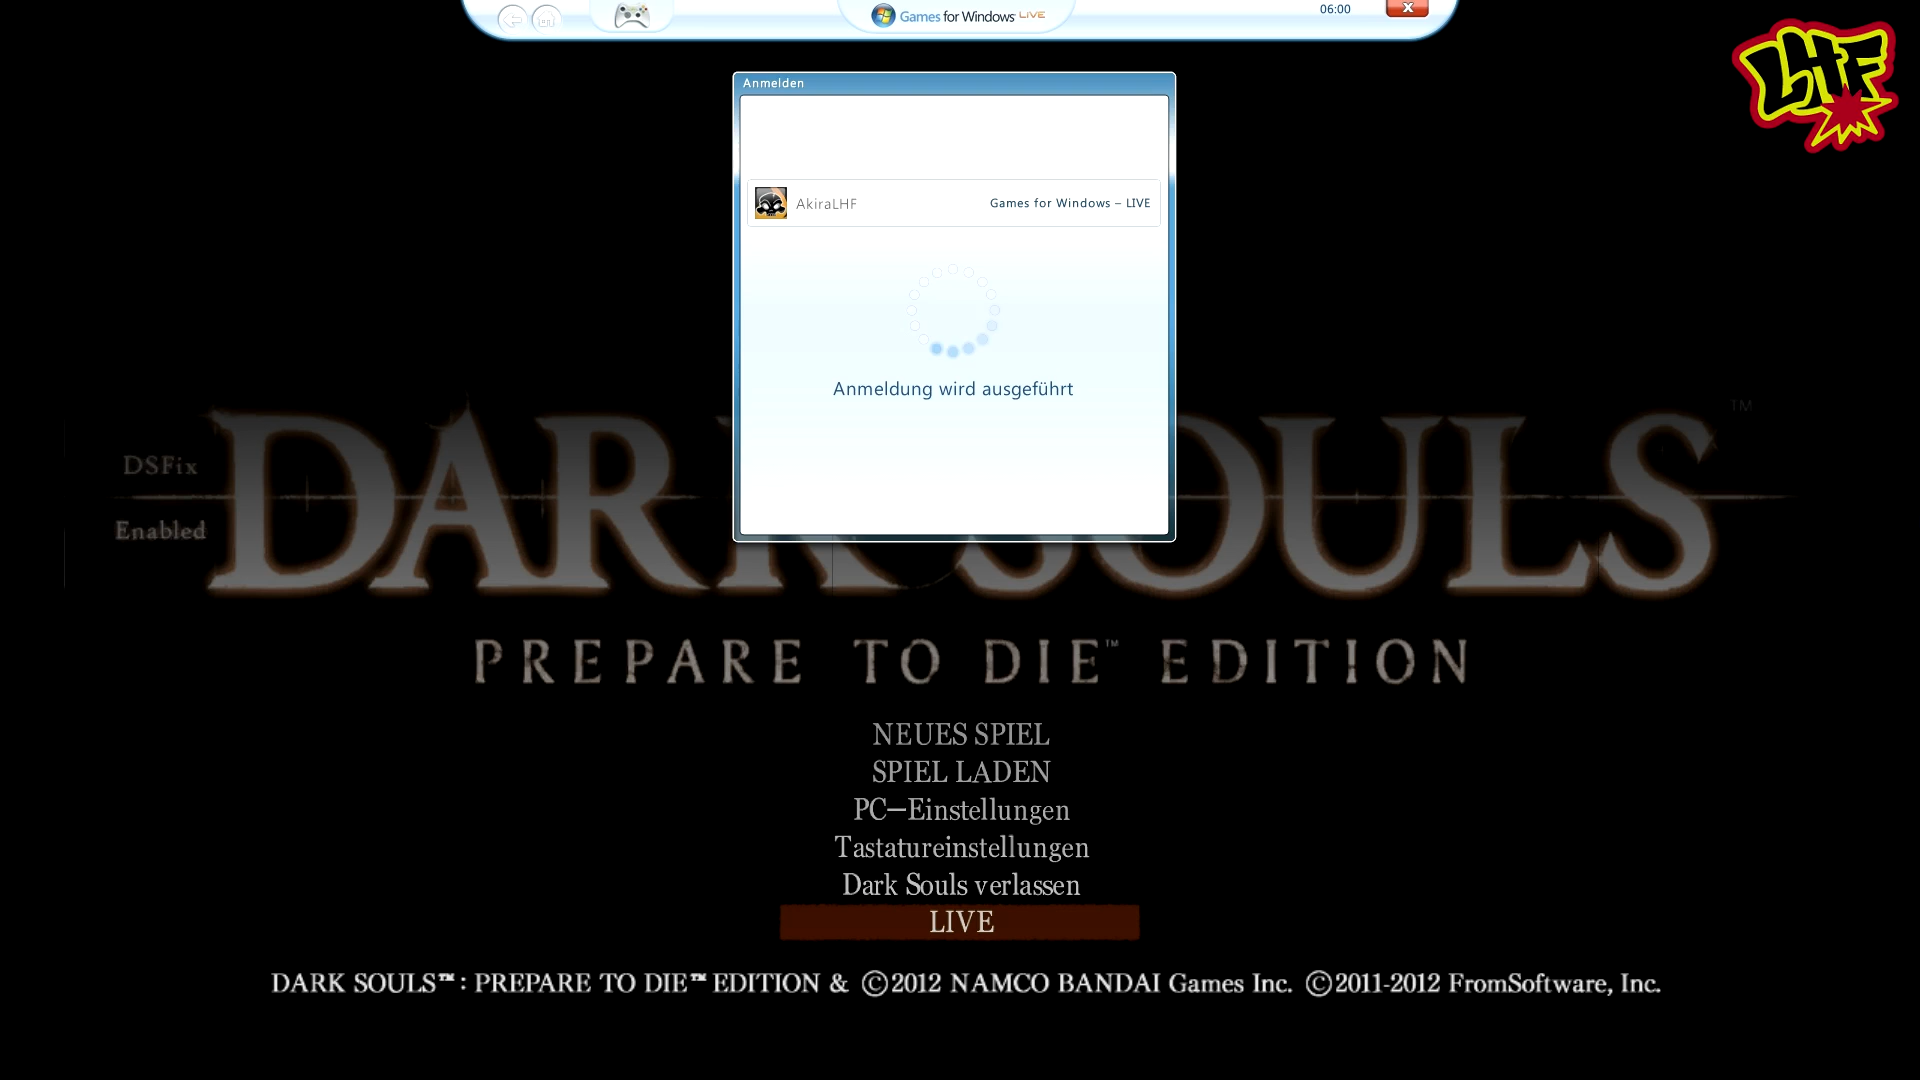 Games for Windows LIVE
06:00
LHF
Anmelden
AkiraLHF
Games for Windows – LIVE
Anmeldung wird ausgeführt
DSFix
Enabled
DARK SOULS™
PREPARE TO DIE™ EDITION
NEUES SPIEL
SPIEL LADEN
PC—Einstellungen
Tastatureinstellungen
Dark Souls verlassen
LIVE
DARK SOULS™: PREPARE TO DIE™ EDITION & ©2012 NAMCO BANDAI Games Inc. ©2011-2012 FromSoftware, Inc.